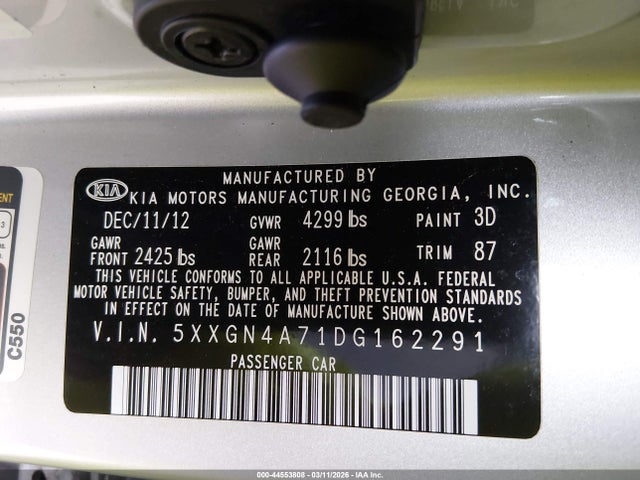 MANUFACTURED BY
KIA KIA MOTORS MANUFACTURING GEORGIA, INC.
DEC/11/12 GVWR 4299 lbs PAINT 3D
GAWR FRONT 2425 lbs GAWR REAR 2116 lbs TRIM 87
THIS VEHICLE CONFORMS TO ALL APPLICABLE U.S.A. FEDERAL
MOTOR VEHICLE SAFETY, BUMPER, AND THEFT PREVENTION STANDARDS
IN EFFECT ON THE DATE OF MANUFACTURE SHOWN ABOVE.
V.I.N. 5XXGN4A71DG162291
PASSENGER CAR
C550
000-44553808 - 03/11/2026 - IAA Inc.